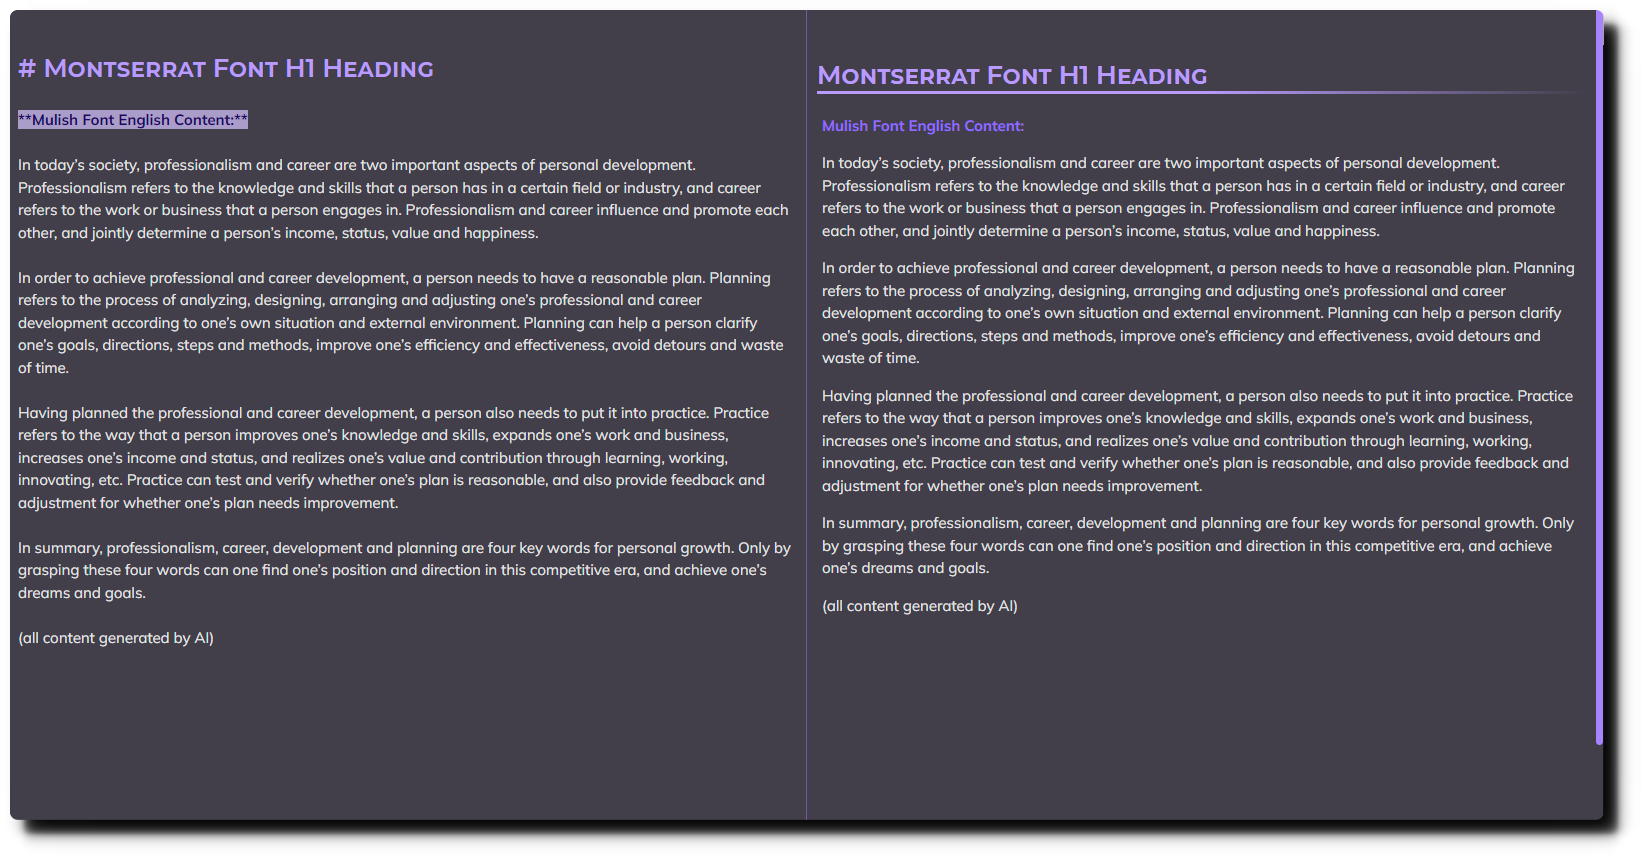 # Montserrat Font H1 Heading
**Mulish Font English Content:**
In today’s society, professionalism and career are two important aspects of personal development.
Professionalism refers to the knowledge and skills that a person has in a certain field or industry, and career
refers to the work or business that a person engages in. Professionalism and career influence and promote each
other, and jointly determine a person’s income, status, value and happiness.
In order to achieve professional and career development, a person needs to have a reasonable plan. Planning
refers to the process of analyzing, designing, arranging and adjusting one’s professional and career
development according to one’s own situation and external environment. Planning can help a person clarify
one’s goals, directions, steps and methods, improve one’s efficiency and effectiveness, avoid detours and waste
of time.
Having planned the professional and career development, a person also needs to put it into practice. Practice
refers to the way that a person improves one’s knowledge and skills, expands one’s work and business,
increases one’s income and status, and realizes one’s value and contribution through learning, working,
innovating, etc. Practice can test and verify whether one’s plan is reasonable, and also provide feedback and
adjustment for whether one’s plan needs improvement.
In summary, professionalism, career, development and planning are four key words for personal growth. Only by
grasping these four words can one find one’s position and direction in this competitive era, and achieve one’s
dreams and goals.
(all content generated by AI)
Montserrat Font H1 Heading
Mulish Font English Content:
In today’s society, professionalism and career are two important aspects of personal development.
Professionalism refers to the knowledge and skills that a person has in a certain field or industry, and career
refers to the work or business that a person engages in. Professionalism and career influence and promote
each other, and jointly determine a person’s income, status, value and happiness.
In order to achieve professional and career development, a person needs to have a reasonable plan. Planning
refers to the process of analyzing, designing, arranging and adjusting one’s professional and career
development according to one’s own situation and external environment. Planning can help a person clarify
one’s goals, directions, steps and methods, improve one’s efficiency and effectiveness, avoid detours and
waste of time.
Having planned the professional and career development, a person also needs to put it into practice. Practice
refers to the way that a person improves one’s knowledge and skills, expands one’s work and business,
increases one’s income and status, and realizes one’s value and contribution through learning, working,
innovating, etc. Practice can test and verify whether one’s plan is reasonable, and also provide feedback and
adjustment for whether one’s plan needs improvement.
In summary, professionalism, career, development and planning are four key words for personal growth. Only
by grasping these four words can one find one’s position and direction in this competitive era, and achieve
one’s dreams and goals.
(all content generated by AI)